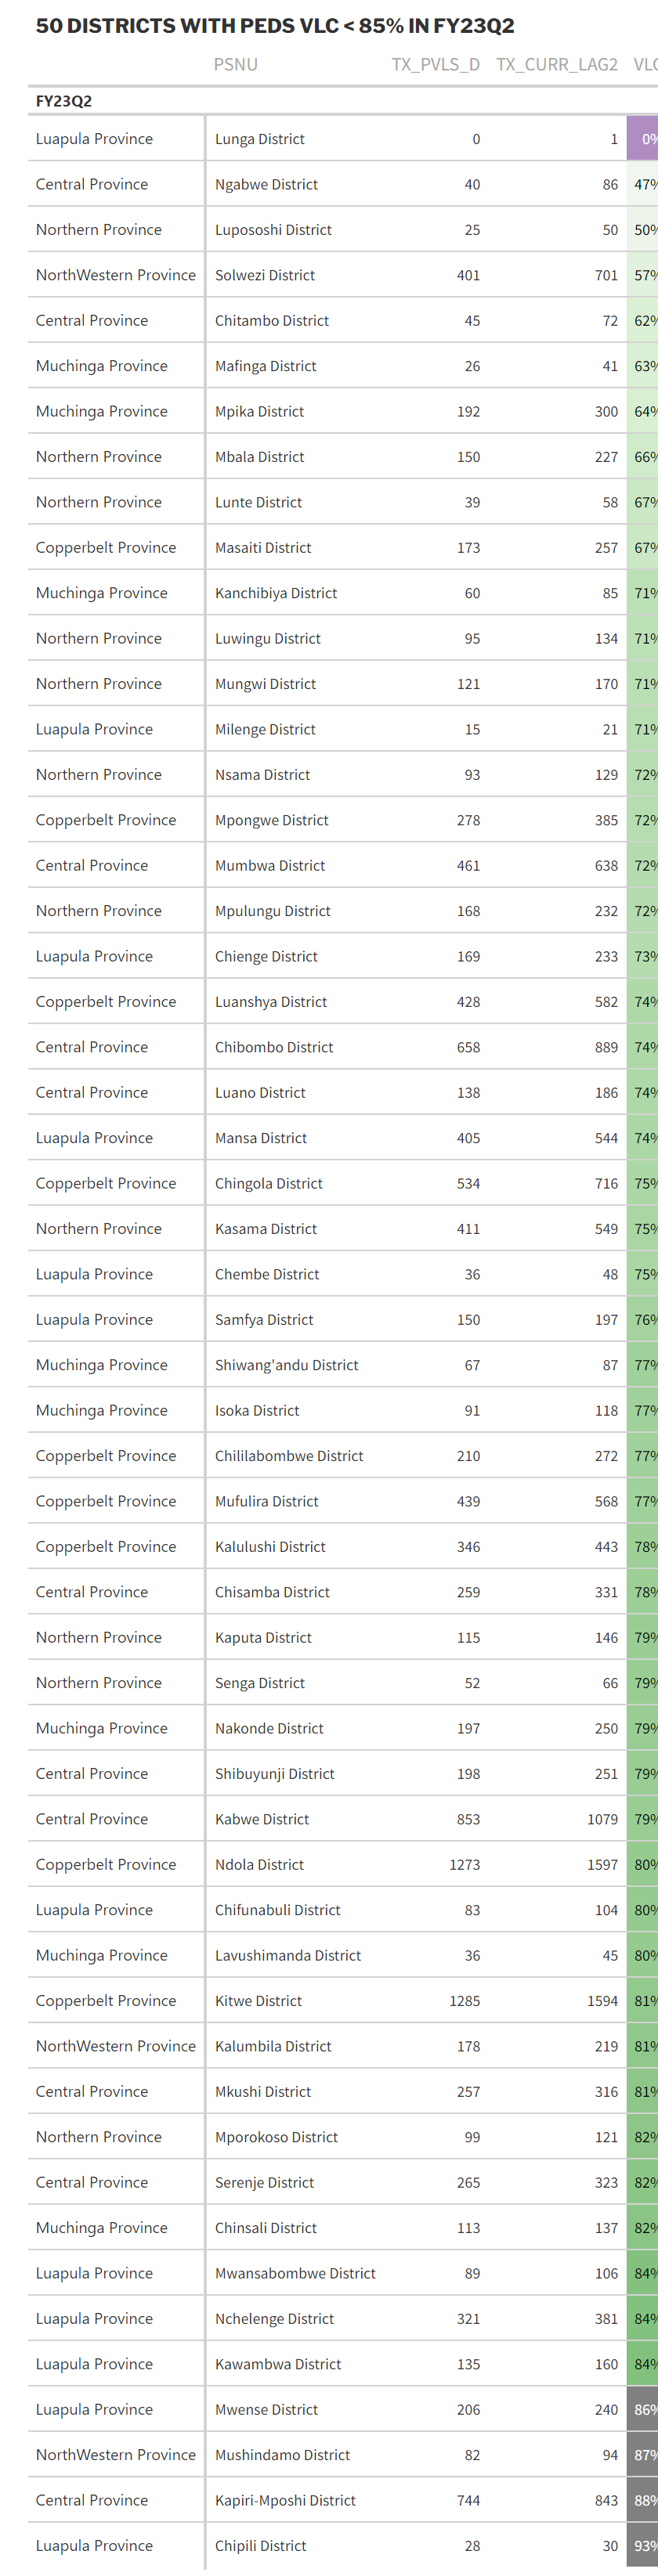 50 DISTRICTS WITH PEDS VLC < 85% IN FY23Q2
PSNU TX_PVLS_D TX_CURR_LAG2 VLC
FY23Q2
Luapula Province Lunga District 0 1 0%
Central Province Ngabwe District 40 86 47%
Northern Province Lupososhi District 25 50 50%
NorthWestern Province Solwezi District 401 701 57%
Central Province Chitambo District 45 72 62%
Muchinga Province Mafinga District 26 41 63%
Muchinga Province Mpika District 192 300 64%
Northern Province Mbala District 150 227 66%
Northern Province Lunte District 39 58 67%
Copperbelt Province Masaiti District 173 257 67%
Muchinga Province Kanchibiya District 60 85 71%
Northern Province Luwingu District 95 134 71%
Northern Province Mungwi District 121 170 71%
Luapula Province Milenge District 15 21 71%
Northern Province Nsama District 93 129 72%
Copperbelt Province Mpongwe District 278 385 72%
Central Province Mumbwa District 461 638 72%
Northern Province Mpulungu District 168 232 72%
Luapula Province Chienge District 169 233 73%
Copperbelt Province Luanshya District 428 582 74%
Central Province Chibombo District 658 889 74%
Central Province Luano District 138 186 74%
Luapula Province Mansa District 405 544 74%
Copperbelt Province Chingola District 534 716 75%
Northern Province Kasama District 411 549 75%
Luapula Province Chembe District 36 48 75%
Luapula Province Samfya District 150 197 76%
Muchinga Province Shiwang'andu District 67 87 77%
Muchinga Province Isoka District 91 118 77%
Copperbelt Province Chililabombwe District 210 272 77%
Copperbelt Province Mufulira District 439 568 77%
Copperbelt Province Kalulushi District 346 443 78%
Central Province Chisamba District 259 331 78%
Northern Province Kaputa District 115 146 79%
Northern Province Senga District 52 66 79%
Muchinga Province Nakonde District 197 250 79%
Central Province Shibuyunji District 198 251 79%
Central Province Kabwe District 853 1079 79%
Copperbelt Province Ndola District 1273 1597 80%
Luapula Province Chifunabuli District 83 104 80%
Muchinga Province Lavushimanda District 36 45 80%
Copperbelt Province Kitwe District 1285 1594 81%
NorthWestern Province Kalumbila District 178 219 81%
Central Province Mkushi District 257 316 81%
Northern Province Mporokoso District 99 121 82%
Central Province Serenje District 265 323 82%
Muchinga Province Chinsali District 113 137 82%
Luapula Province Mwansabombwe District 89 106 84%
Luapula Province Nchelenge District 321 381 84%
Luapula Province Kawambwa District 135 160 84%
Luapula Province Mwense District 206 240 86%
NorthWestern Province Mushindamo District 82 94 87%
Central Province Kapiri-Mposhi District 744 843 88%
Luapula Province Chipili District 28 30 93%